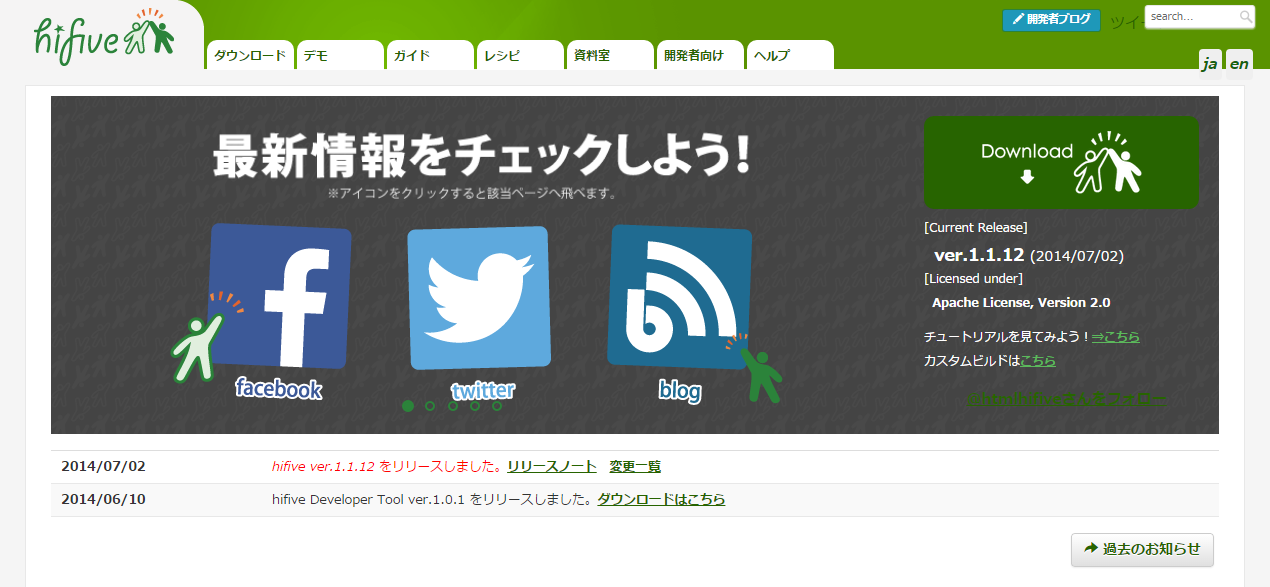 hifive
開発者ブログ
ツイー
search...
ダウンロード
デモ
ガイド
レシピ
資料室
開発者向け
ヘルプ
ja
en
最新情報をチェックしよう!
※アイコンをクリックすると該当ページへ飛べます。
facebook
twitter
blog
Download
[Current Release]
ver.1.1.12 (2014/07/02)
[Licensed under]
Apache License, Version 2.0
チュートリアルを見てみよう！⇒こちら
カスタムビルドはこちら
さんをフォロー
2014/07/02 hifive ver.1.1.12 をリリースしました。リリースノート 変更一覧
2014/06/10 hifive Developer Tool ver.1.0.1 をリリースしました。ダウンロードはこちら
過去のお知らせ